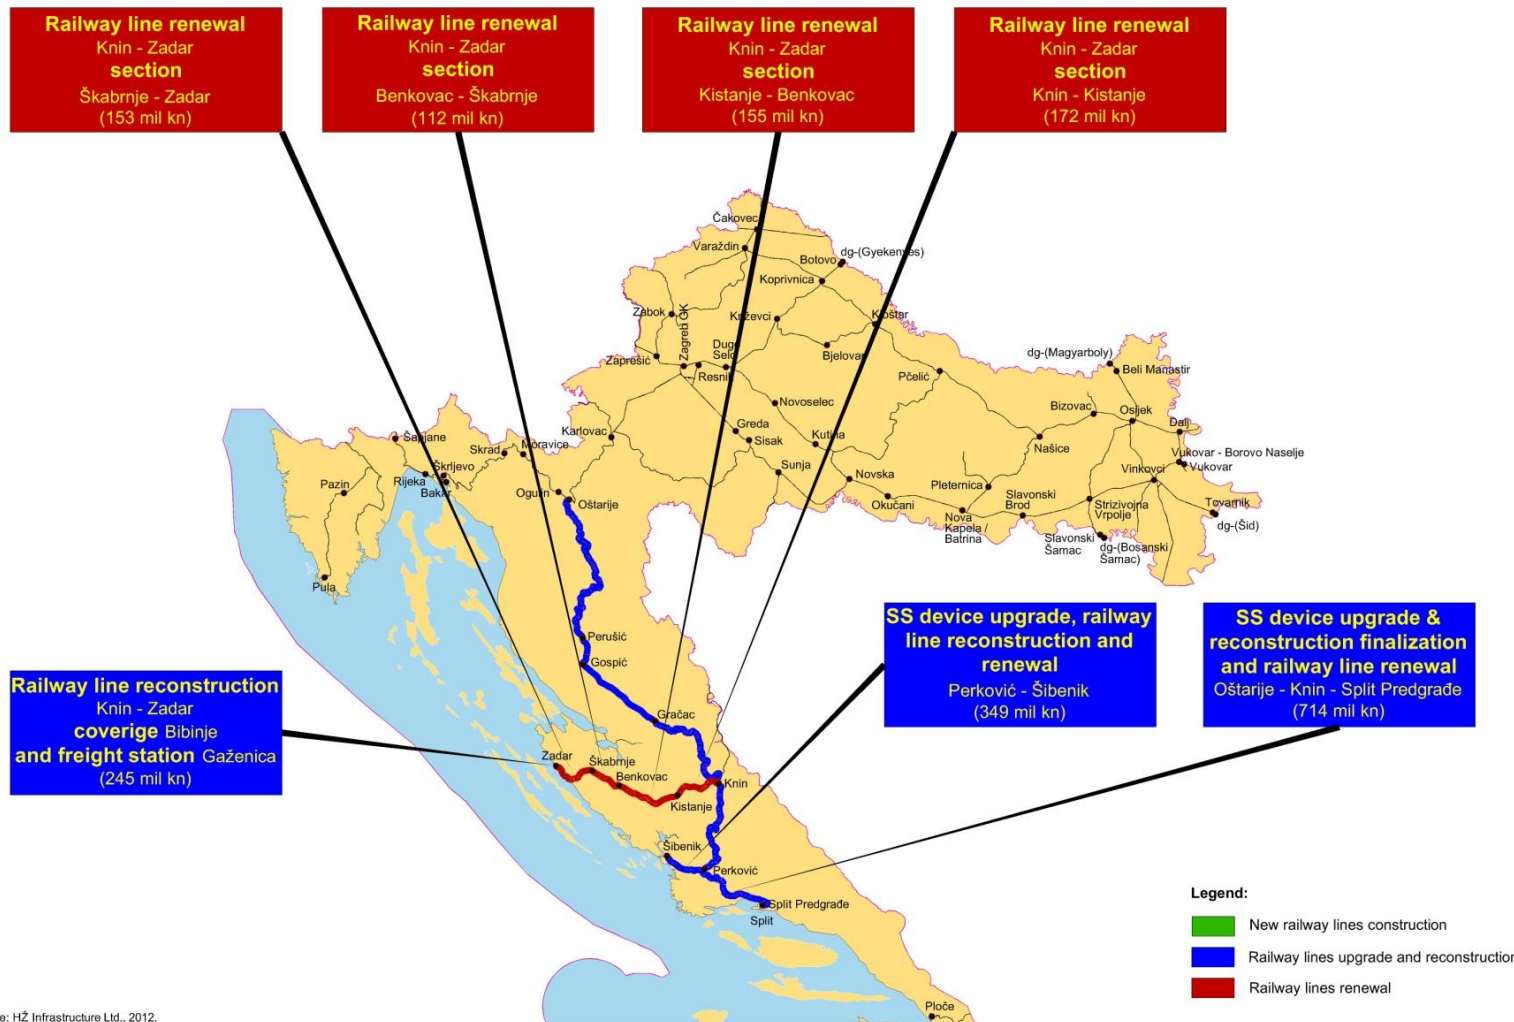 Railway line renewal
Knin - Zadar
section
Škabrnje - Zadar
(153 mil kn)
Railway line renewal
Knin - Zadar
section
Benkovac - Škabrnje
(112 mil kn)
Railway line renewal
Knin - Zadar
section
Kistanje - Benkovac
(155 mil kn)
Railway line renewal
Knin - Zadar
section
Knin - Kistanje
(172 mil kn)
Čakovec
Varaždin
dg-(Gyekenyes)
Botovo
Koprivnica
Zabok
Zagreb GK
Križevci
Kloštar
Dugo
Selo
Bjelovar
Zaprešić
Resnik
Pčelić
dg-(Magyarboly)
Beli Manastir
Bizovac
Osijek
Dalj
Našice
Vukovar - Borovo Naselje
Vukovar
Vinkovci
Novoselec
Greda
Sisak
Kutina
Sunja
Novska
Okučani
Pleternica
Nova
Kapela /
Batrina
Slavonski
Brod
Strizivojna
Vrpolje
Slavonski
Šamac
dg-(Bosanski
Šamac)
Tovarnik
dg-(Šid)
Karlovac
Šapjane
Skrad
Moravice
Škrljevo
Rijeka
Bakar
Pazin
Ogulin
Oštarije
Pula
Perušić
Gospić
Gračac
Zadar
Škabrnje
Benkovac
Kistanje
Knin
Šibenik
Perković
Split Predgrađe
Split
Ploče
SS device upgrade, railway
line reconstruction and
renewal
Perković - Šibenik
(349 mil kn)
SS device upgrade &
reconstruction finalization
and railway line renewal
Oštarije - Knin - Split Predgrađe
(714 mil kn)
Railway line reconstruction
Knin - Zadar
coverige Bibinje
and freight station Gaženica
(245 mil kn)
Legend:
New railway lines construction
Railway lines upgrade and reconstruction
Railway lines renewal
e: HŽ Infrastructure Ltd., 2012.